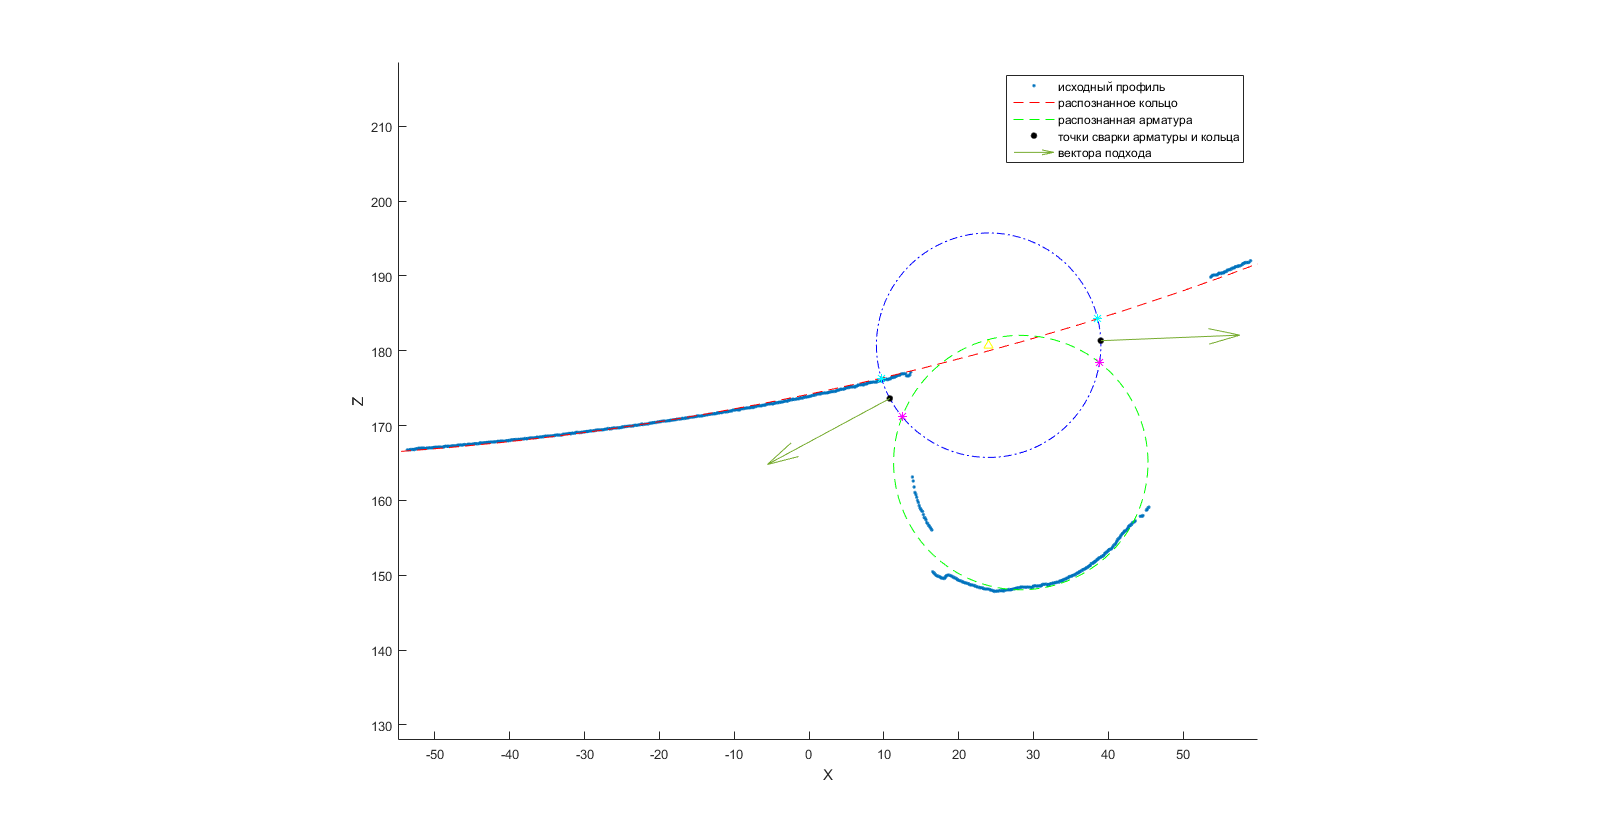 исходный профиль
распознанное кольцо
распознанная арматура
точки сварки арматуры и кольца
вектора подхода
210
200
190
180
170
160
150
140
130
Z
-50 -40 -30 -20 -10 0 10 20 30 40 50
X